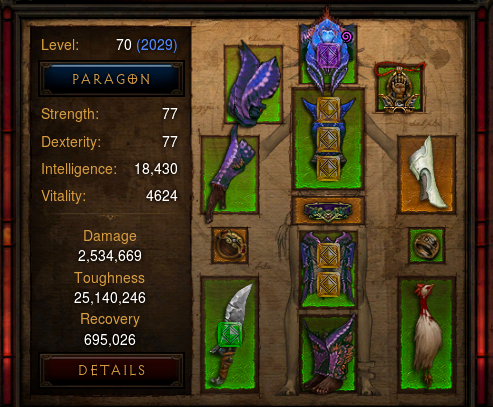 Level: 70 (2029)
PARAGON
Strength: 77
Dexterity: 77
Intelligence: 18,430
Vitality: 4624
Damage
2,534,669
Toughness
25,140,246
Recovery
695,026
DETAILS